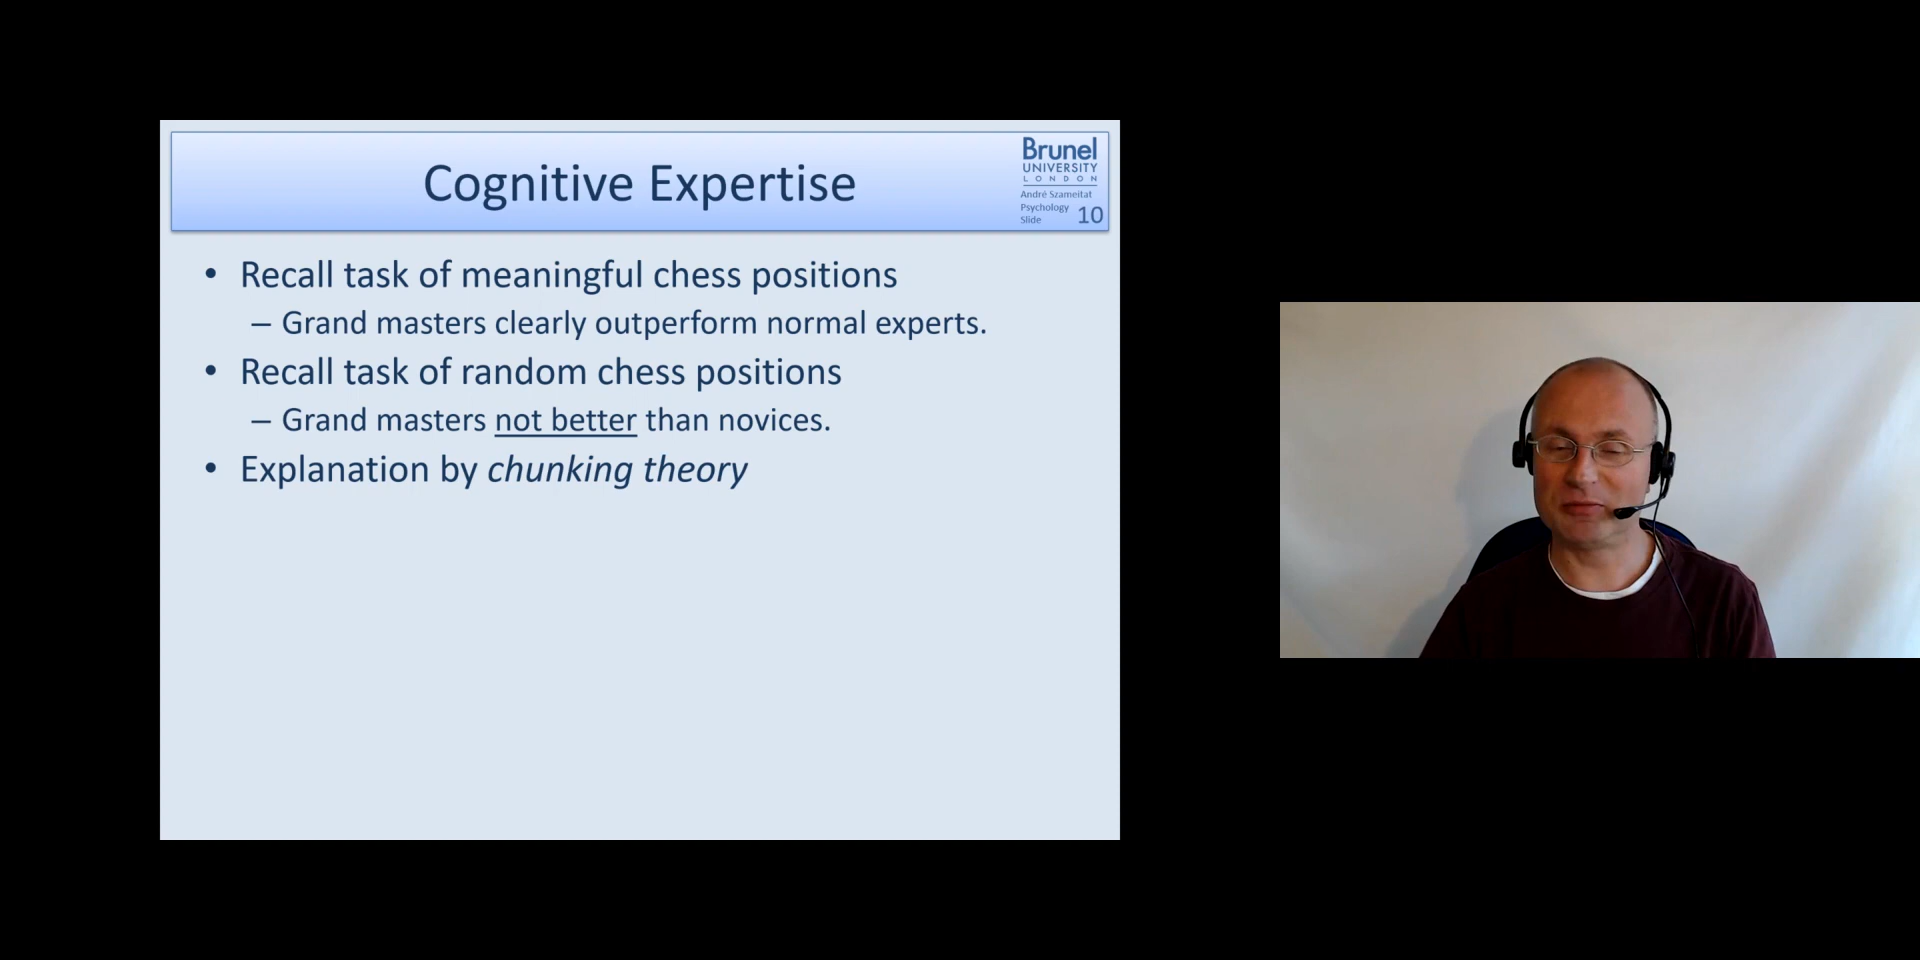 Cognitive Expertise
Brunel
UNIVERSITY
LONDON
André Szameitat
Psychology
Slide 10
• Recall task of meaningful chess positions
– Grand masters clearly outperform normal experts.
• Recall task of random chess positions
– Grand masters not better than novices.
• Explanation by chunking theory